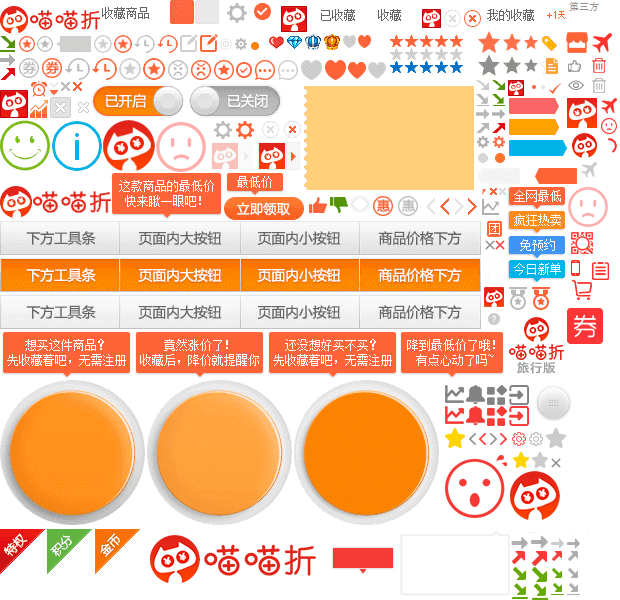 喵喵折
收藏商品
已收藏
收藏
我的收藏
+1天
第三方
券
券
已开启
已关闭
这款商品的最低价
快来瞅一眼吧！
最低价
喵喵折
立即领取
惠
惠
全网最低
疯狂热卖
免预约
今日新单
团
下方工具条
页面内大按钮
页面内小按钮
商品价格下方
下方工具条
页面内大按钮
页面内小按钮
商品价格下方
下方工具条
页面内大按钮
页面内小按钮
商品价格下方
券
喵喵折
旅行版
想买这件商品？
先收藏着吧，无需注册
竟然涨价了！
收藏后，降价就提醒你
还没想好买不买？
先收藏着吧，无需注册
降到最低价了哦！
有点心动了吗~
特权
积分
金币
喵喵折